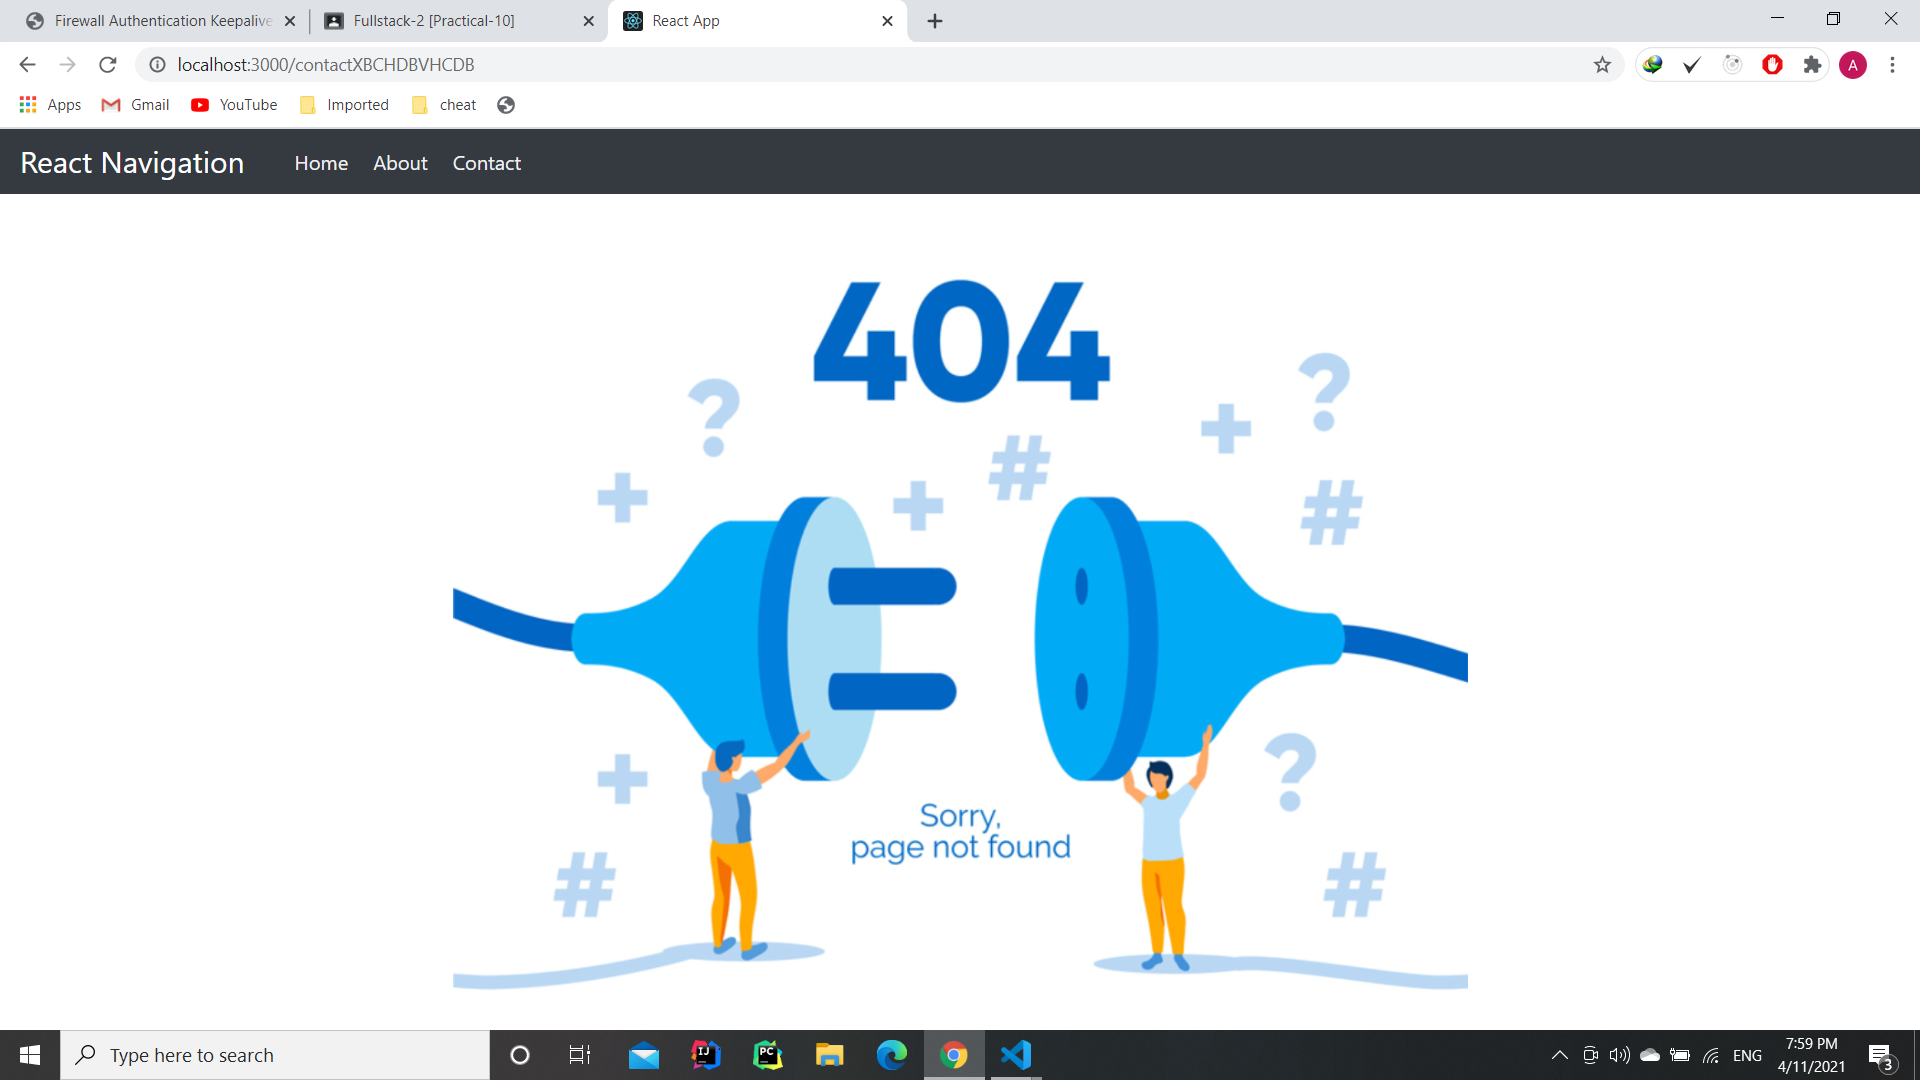 Firewall Authentication Keepalive
Fullstack-2 [Practical-10]
React App
localhost:3000/contactXBCHDBVHCDB
A
Apps
Gmail
YouTube
Imported
cheat
React Navigation
Home
About
Contact
404
?
?
+
#
+
+
#
?
+
Sorry,
page not found
#
#
Type here to search
IJ
PC
ENG
7:59 PM
4/11/2021
3